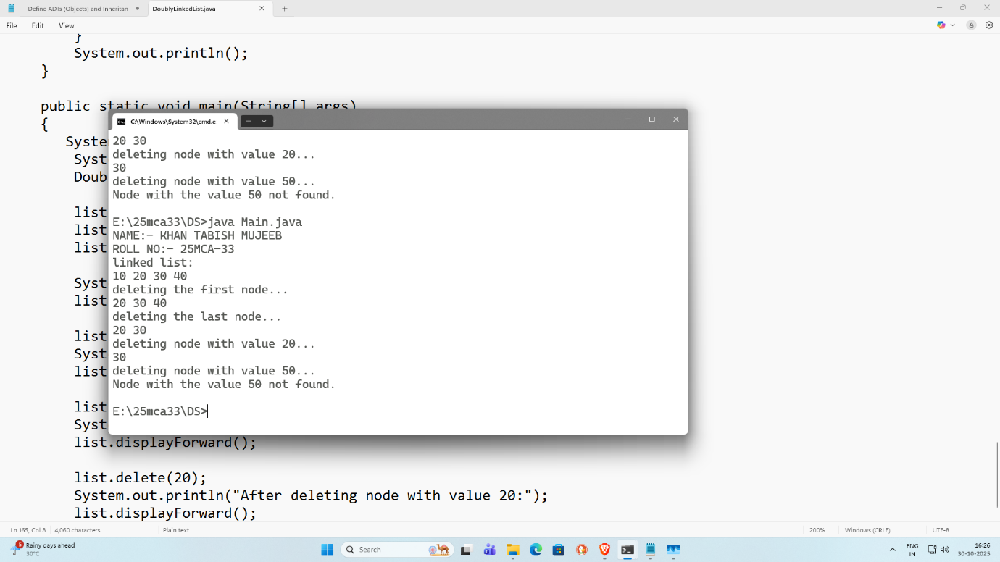 Define ADTs (Objects) and Inheritan
DoublyLinkedList.java
File Edit View
}
System.out.println();
}
public static void main(String[] args)
{
Syste
Syst
Doub
list
list
list
Syst
list
list
Syst
list
list
Syst
list.displayForward();
list.delete(20);
System.out.println("After deleting node with value 20:");
list.displayForward();
C:\Windows\System32\cmd.e
20 30
deleting node with value 20...
30
deleting node with value 50...
Node with the value 50 not found.
E:\25mca33\DS>java Main.java
NAME:- KHAN TABISH MUJEEB
ROLL NO:- 25MCA-33
linked list:
10 20 30 40
deleting the first node...
20 30 40
deleting the last node...
20 30
deleting node with value 20...
30
deleting node with value 50...
Node with the value 50 not found.
E:\25mca33\DS>
Ln 165, Col 8 4,060 characters Plain text 200% Windows (CRLF) UTF-8
5
Rainy days ahead
30°C
Search
ENG
IN
16:26
30-10-2025